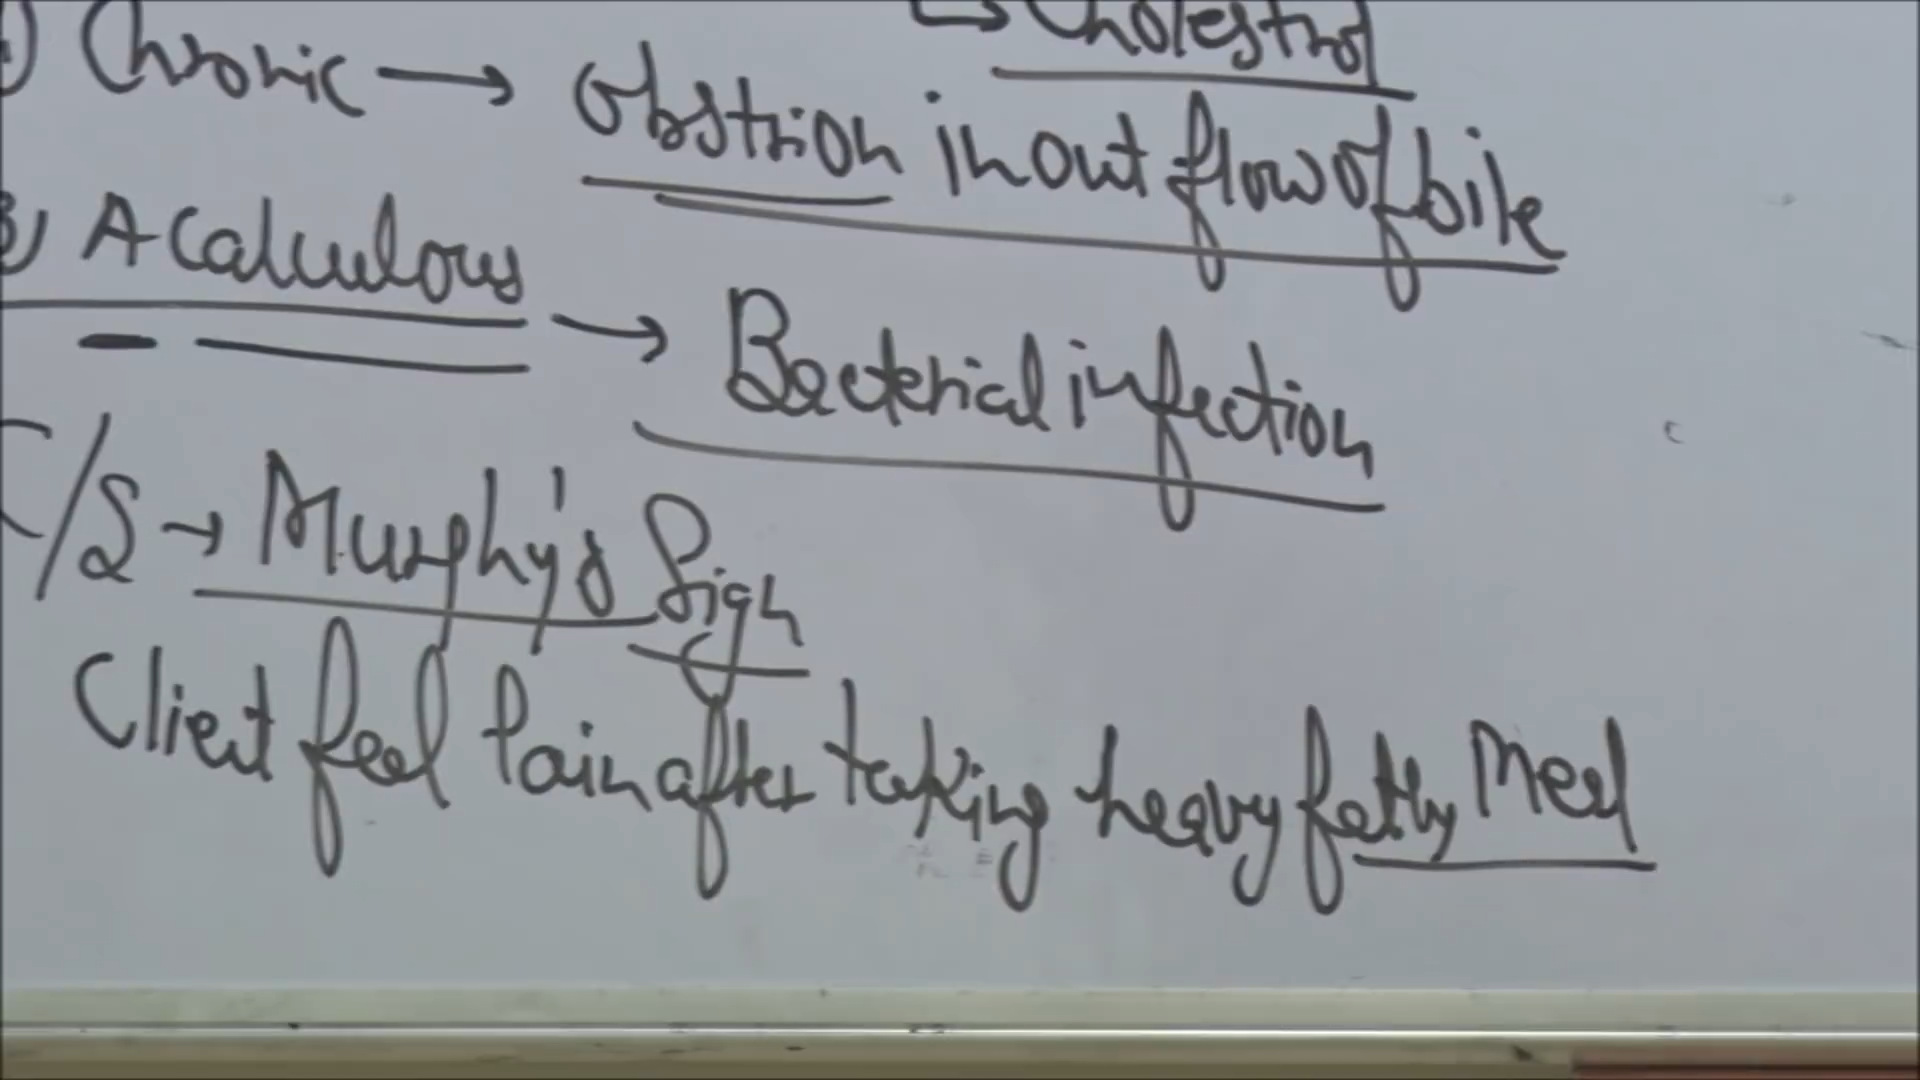 → Cholestrol
) Chronic → Obstrion in out flow of bile
B) Acalculous → Bacterial infection
C/S → Murphy's Sign
Client feel Pain after taking heavy fatty Meal